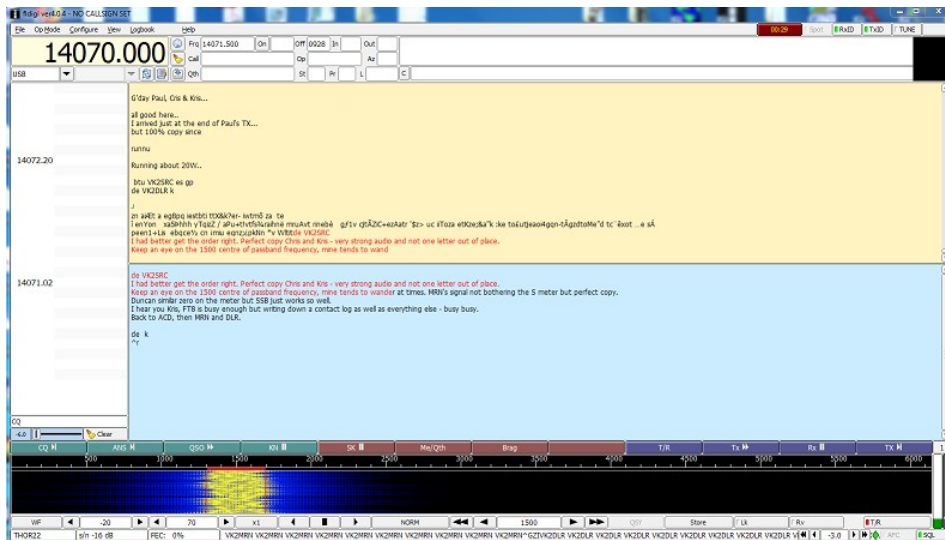 fldigi ver4.0.4 - NO CALLSIGN SET
File Op Mode Configure View Logbook Help
00:29 Spot RxID TxID TUNE
14070.000
Frq 14071.500 On Off 0928 In Out
Call Op Az
USB Qth St Pr L C
G'day Paul, Cris & Kris...
all good here..
I arrived just at the end of Paul's TX...
but 100% copy since
runnu
14072.20
Running about 20W..
btu VK2SRC es gp
de VK2DLR k
de VK2SRC
I had better get the order right. Perfect copy Chris and Kris - very strong audio and not one letter out of place.
Keep an eye on the 1500 centre of passband frequency, mine tends to wand
14071.02
de VK2SRC
I had better get the order right. Perfect copy Chris and Kris - very strong audio and not one letter out of place.
Keep an eye on the 1500 centre of passband frequency, mine tends to wander at times. MRN's signal not bothering the S meter but perfect copy.
Duncan similar zero on the meter but SSB just works so well.
I hear you Kris, FTB is busy enough but writing down a contact log as well as everything else - busy busy.
Back to ACD, then MRN and DLR.
de k
^r
CQ
-6.0 Clear
CQ ANS QSO KN SK Me/Qth Brag T/R Tx Rx TX 1
500 1000 1500 2000 2500 3000 3500 4000 4500 5000 5500 6000
WF -20 70 x1 NORM 1500 QSY Store Lk Rv T/R
THOR22 s/n -16 dB FEC: 0% VK2MRN VK2MRN VK2MRN VK2MRN VK2MRN VK2MRN VK2MRN VK2MRN VK2MRN VK2MRN^GZTVK2DLR VK2DLR VK2DLR VK2DLR VK2DLR VK2DLR VK2DLR VK2DLR VK2DLR V -3.0 AFC SQL